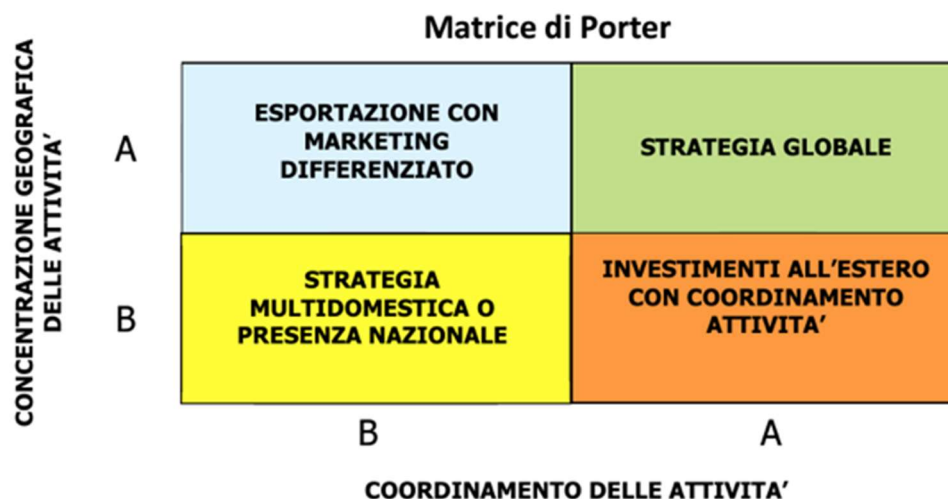 Matrice di Porter
CONCENTRAZIONE GEOGRAFICA
DELLE ATTIVITA’
A
ESPORTAZIONE CON
MARKETING
DIFFERENZIATO
STRATEGIA GLOBALE
B
STRATEGIA
MULTIDOMESTICA O
PRESENZA NAZIONALE
INVESTIMENTI ALL’ESTERO
CON COORDINAMENTO
ATTIVITA’
B
A
COORDINAMENTO DELLE ATTIVITA’